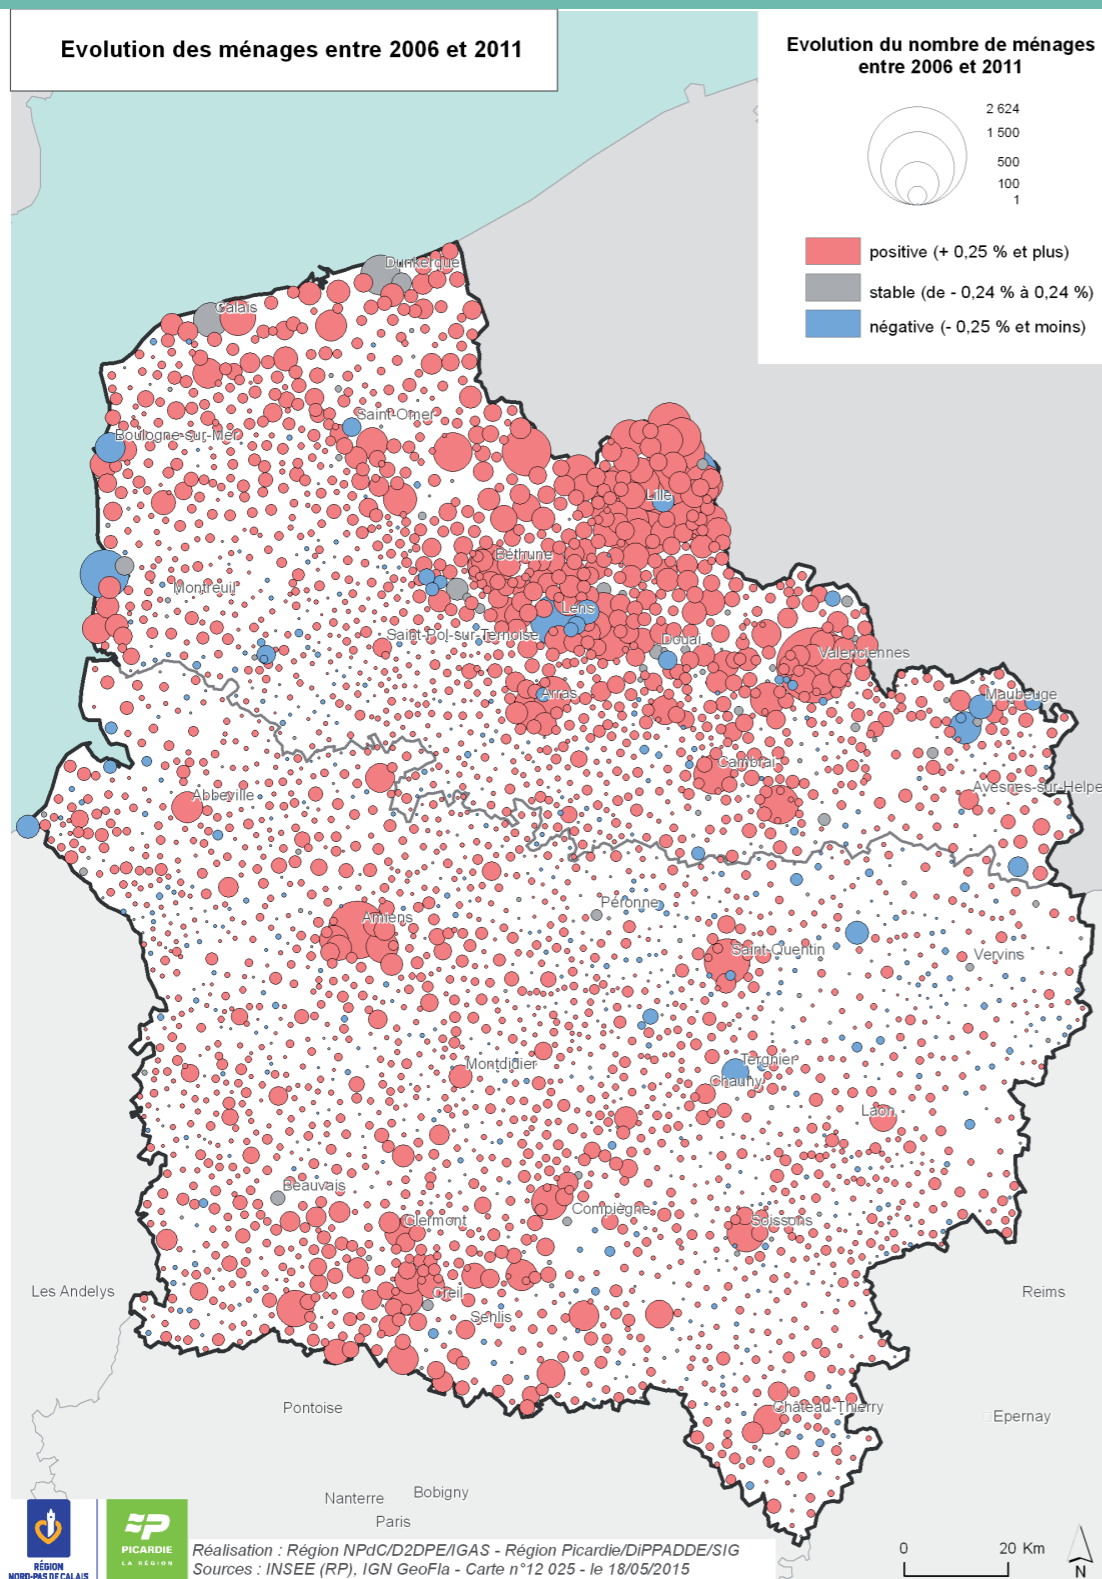 Evolution des ménages entre 2006 et 2011
Evolution du nombre de ménages
entre 2006 et 2011
2 624
1 500
500
100
1
positive (+ 0,25 % et plus)
stable (de - 0,24 % à 0,24 %)
négative (- 0,25 % et moins)
Dunkerque
Calais
Saint-Omer
Boulogne-sur-Mer
Lille
Béthune
Montreuil
Lens
Saint-Pol-sur-Ternoise
Douai
Valenciennes
Arras
Maubeuge
Cambrai
Avesnes-sur-Helpe
Abbeville
Péronne
Amiens
Saint-Quentin
Vervins
Montdidier
Tergnier
Chauny
Laon
Beauvais
Compiègne
Clermont
Soissons
Les Andelys
Creil
Reims
Senlis
Pontoise
Château-Thierry
Epernay
Nanterre
Bobigny
Paris
RÉGION
NORD-PAS DE CALAIS
PICARDIE
LA RÉGION
Réalisation : Région NPdC/D2DPE/IGAS - Région Picardie/DiPPADDE/SIG
Sources : INSEE (RP), IGN GeoFla - Carte n°12 025 - le 18/05/2015
0
20 Km
N